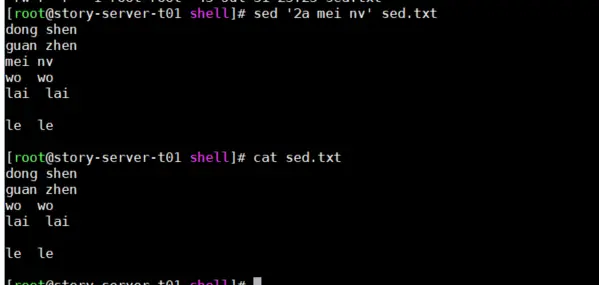 [root@story-server-t01 shell]# sed '2a mei nv' sed.txt
dong shen
guan zhen
mei nv
wo  wo
lai  lai

le  le

[root@story-server-t01 shell]# cat sed.txt
dong shen
guan zhen
wo  wo
lai  lai

le  le

[root@story-server-t01 shell]#